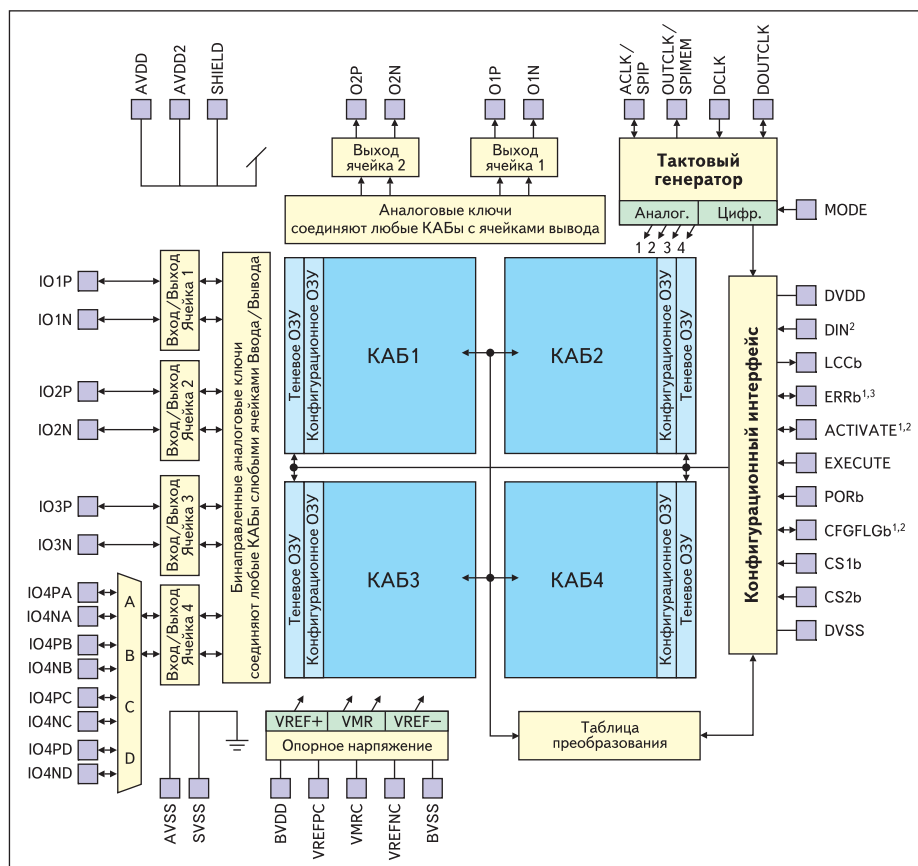 AVDD
AVDD2
SHIELD
O2P
O2N
O1P
O1N
ACLK/
SPIP
OUTCLK/
SPIMEM
DCLK
DOUTCLK
Выход
ячейка 2
Выход
ячейка 1
Тактовый
генератор
Аналог.
Цифр.
MODE
Аналоговые ключи
соединяют любые КАБы с ячейками вывода
1 2 3 4
IO1P
IO1N
Вход/Выход
Ячейка 1
IO2P
IO2N
Вход/Выход
Ячейка 2
IO3P
IO3N
Вход/Выход
Ячейка 3
IO4PA
IO4NA
IO4PB
IO4NB
IO4PC
IO4NC
IO4PD
IO4ND
A
B
C
D
Вход/Выход
Ячейка 4
Бинаправленные аналоговые ключи
соединяют любые КАБы слюбыми ячейками Ввода/Вывода
Теневое ОЗУ
Конфигурационное ОЗУ
КАБ1
КАБ2
Конфигурационное ОЗУ
Теневое ОЗУ
Теневое ОЗУ
Конфигурационное ОЗУ
КАБ3
КАБ4
Конфигурационное ОЗУ
Теневое ОЗУ
Конфигурационный интерфейс
DVDD
DIN²
LCCb
ERRb¹,³
ACTIVATE¹,²
EXECUTE
PORb
CFGFLGb¹,²
CS1b
CS2b
DVSS
AVSS
SVSS
VREF+
VMR
VREF−
Опорное нарпяжение
BVDD
VREFPC
VMRC
VREFNC
BVSS
Таблица
преобразования